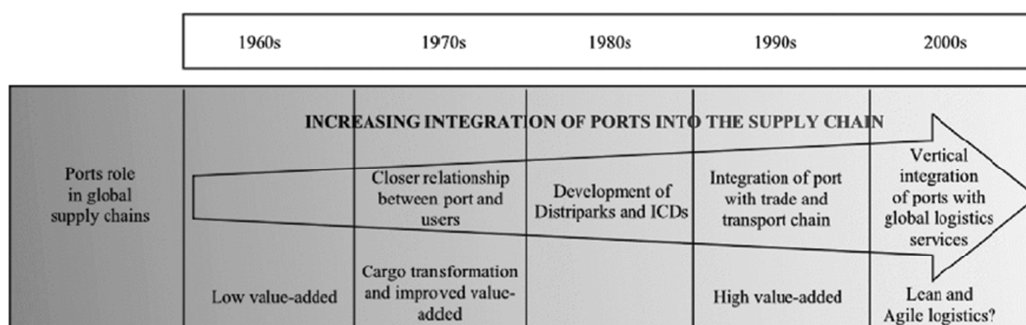 1960s
1970s
1980s
1990s
2000s
INCREASING INTEGRATION OF PORTS INTO THE SUPPLY CHAIN
Ports role
in global
supply chains
Closer relationship
between port and
users
Development of
Distriparks and ICDs
Integration of port
with trade and
transport chain
Vertical
integration
of ports with
global logistics
services
Low value-added
Cargo transformation
and improved value-
added
High value-added
Lean and
Agile logistics?